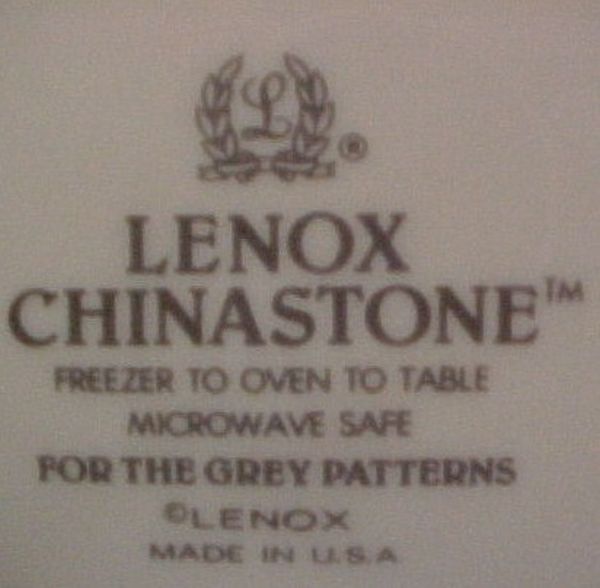 L®
LENOX
CHINASTONE™
FREEZER TO OVEN TO TABLE
MICROWAVE SAFE
FOR THE GREY PATTERNS
©LENOX
MADE IN U.S.A